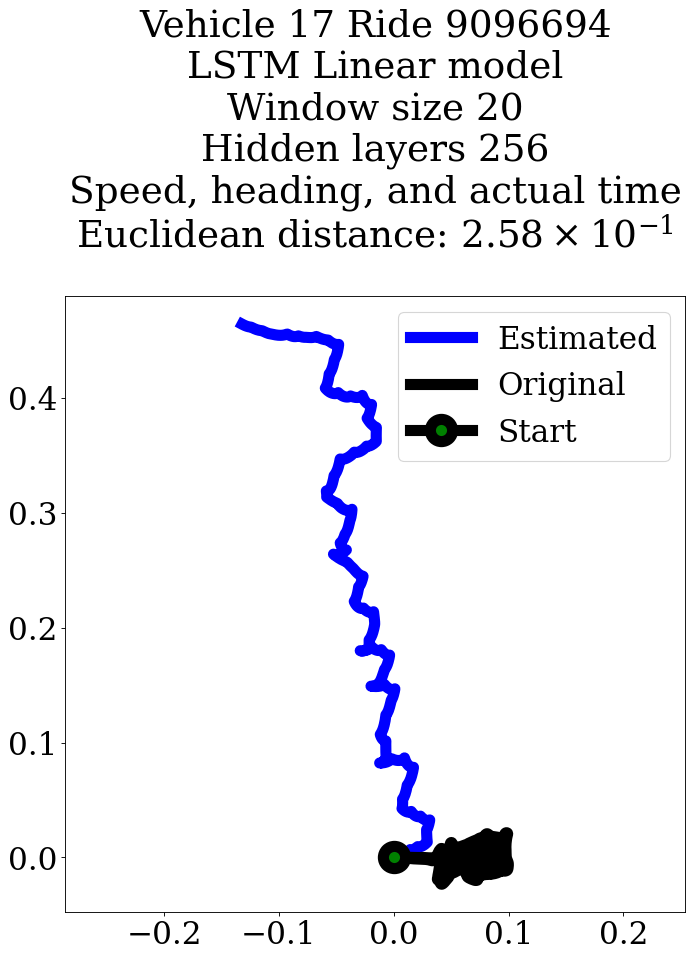 Vehicle 17 Ride 9096694
LSTM Linear model
Window size 20
Hidden layers 256
Speed, heading, and actual time
Euclidean distance: 2.58 × 10⁻¹
Estimated
Original
Start
0.4
0.3
0.2
0.1
0.0
−0.2
−0.1
0.0
0.1
0.2